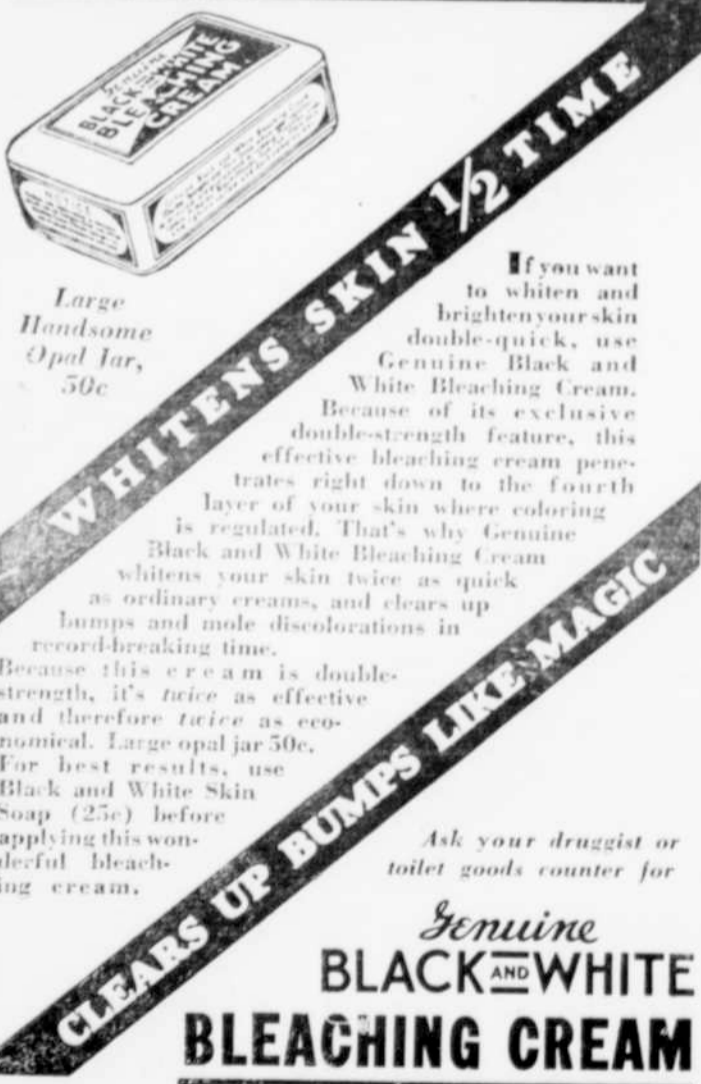 GENUINE
BLACK AND WHITE
BLEACHING
CREAM
Large
Handsome
Opal Jar,
50c
WHITENS SKIN 1/2 TIME
If you want
to whiten and
brighten your skin
double-quick, use
Genuine Black and
White Bleaching Cream.
Because of its exclusive
double-strength feature, this
effective bleaching cream pene-
trates right down to the fourth
layer of your skin where coloring
is regulated. That's why Genuine
Black and White Bleaching Cream
whitens your skin twice as quick
as ordinary creams, and clears up
bumps and mole discolorations in
record-breaking time.
Because this cream is double-
strength, it's twice as effective
and therefore twice as eco-
nomical. Large opal jar 50c.
For best results, use
Black and White Skin
Soap (25c) before
applying this won-
derful bleach-
ing cream.
CLEARS UP BUMPS LIKE MAGIC
Ask your druggist or
toilet goods counter for
Genuine
BLACK AND WHITE
BLEACHING CREAM